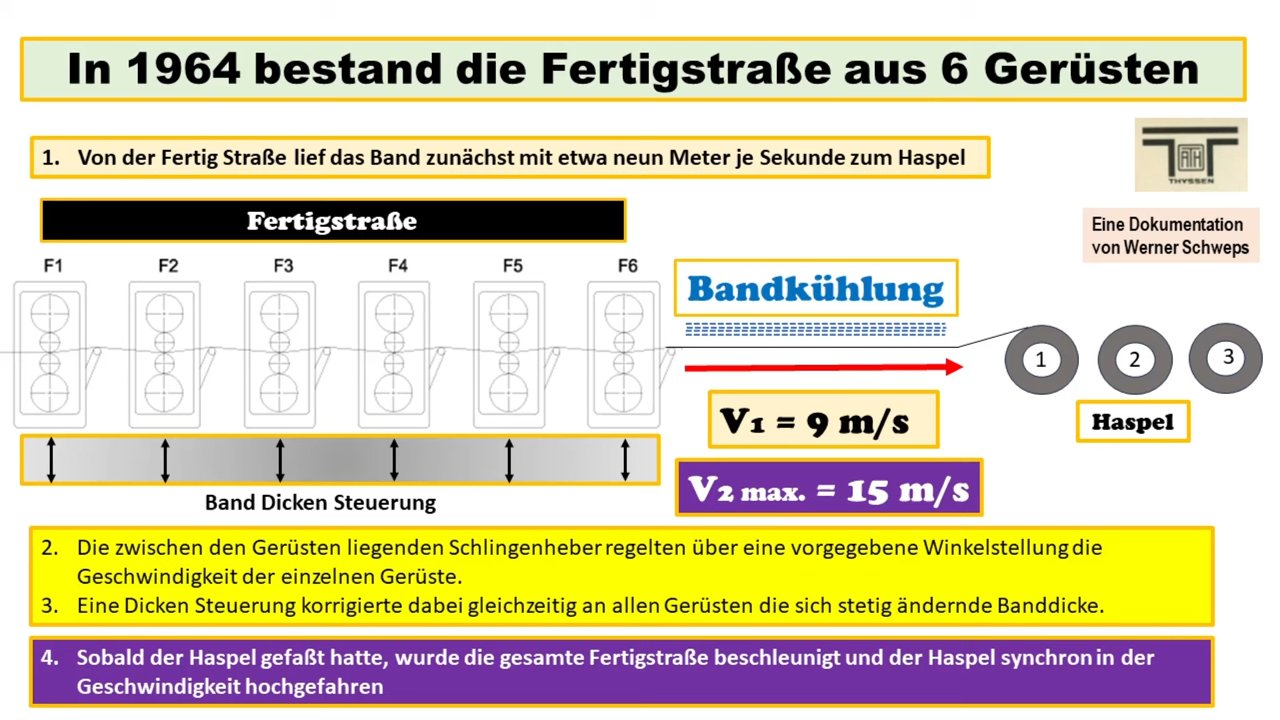 In 1964 bestand die Fertigstraße aus 6 Gerüsten
1. Von der Fertig Straße lief das Band zunächst mit etwa neun Meter je Sekunde zum Haspel
ATH
THYSSEN
Eine Dokumentation
von Werner Schweps
Fertigstraße
F1 F2 F3 F4 F5 F6
Bandkühlung
1 2 3
Haspel
V1 = 9 m/s
V2 max. = 15 m/s
Band Dicken Steuerung
2. Die zwischen den Gerüsten liegenden Schlingenheber regelten über eine vorgegebene Winkelstellung die
Geschwindigkeit der einzelnen Gerüste.
3. Eine Dicken Steuerung korrigierte dabei gleichzeitig an allen Gerüsten die sich stetig ändernde Banddicke.
4. Sobald der Haspel gefaßt hatte, wurde die gesamte Fertigstraße beschleunigt und der Haspel synchron in der
Geschwindigkeit hochgefahren